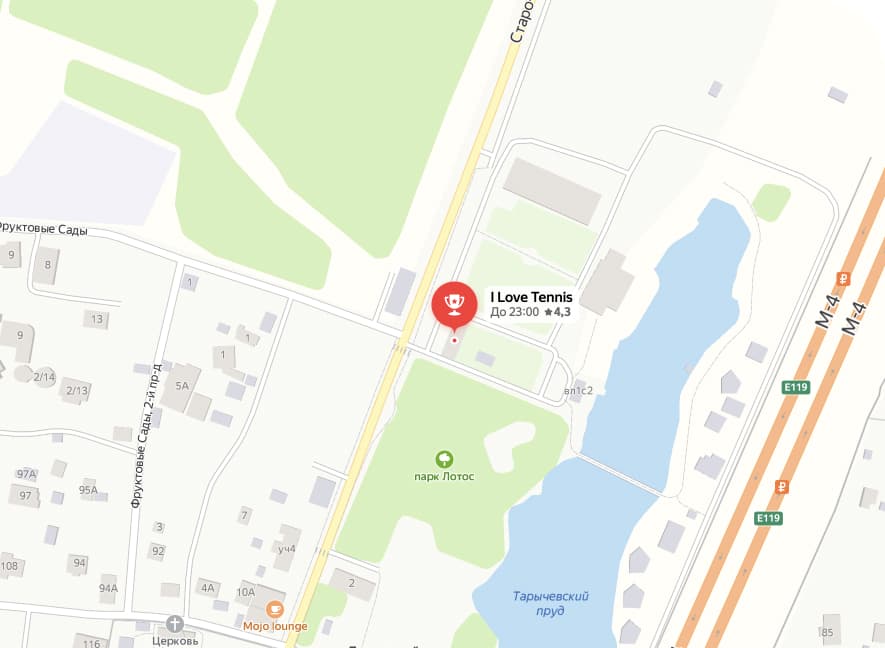 Старо
Фруктовые Сады
9
8
1
I Love Tennis
До 23:00 ★4,3
М-4
М-4
13
9
1
1
2/14
2/13
5А
вл1с2
Е119
Фруктовые Сады, 2-й пр-д
парк Лотос
97А
97
95А
7
Е119
3
92
уч4
108
94
94А
4А
10А
2
Тарычевский
пруд
Mojo lounge
Церковь
116
85